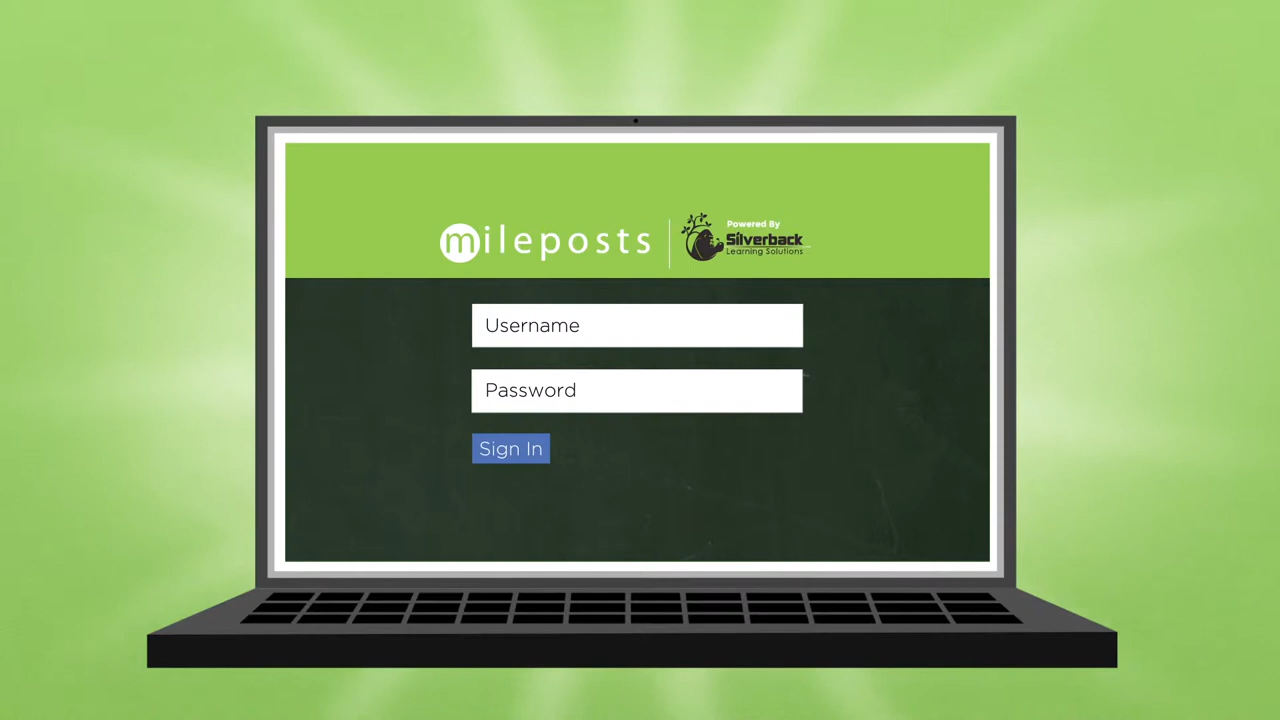 mileposts
Powered By
Silverback
Learning Solutions
Username
Password
Sign In